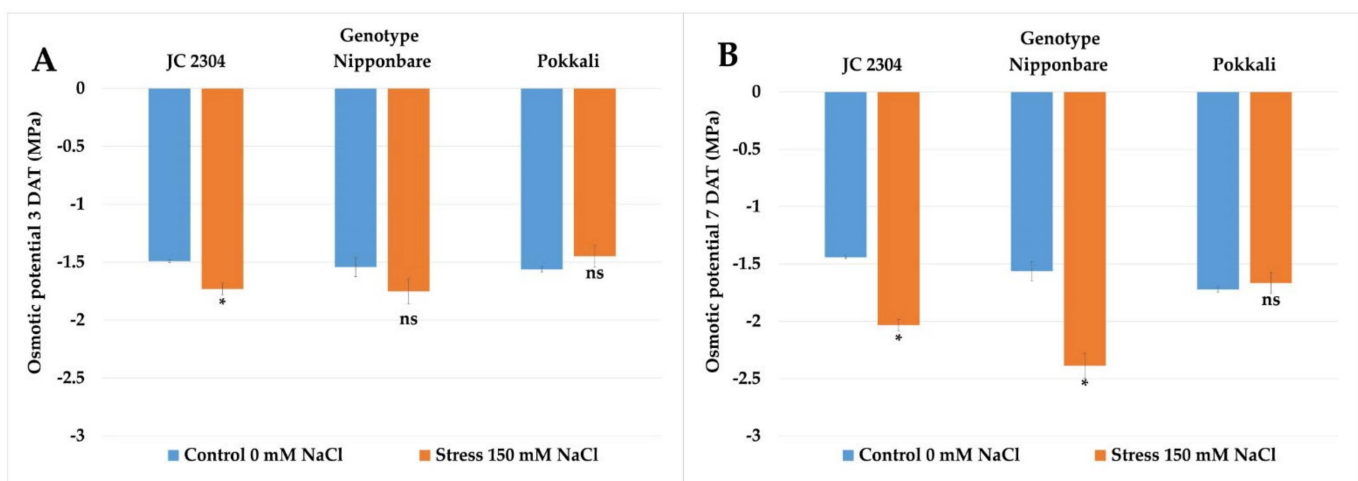 A
Genotype
JC 2304 Nipponbare Pokkali
Osmotic potential 3 DAT (MPa)
0
-0.5
-1
-1.5
-2
-2.5
-3
*
ns
ns
Control 0 mM NaCl Stress 150 mM NaCl
B
Genotype
JC 2304 Nipponbare Pokkali
Osmotic potential 7 DAT (MPa)
0
-0.5
-1
-1.5
-2
-2.5
-3
*
*
ns
Control 0 mM NaCl Stress 150 mM NaCl